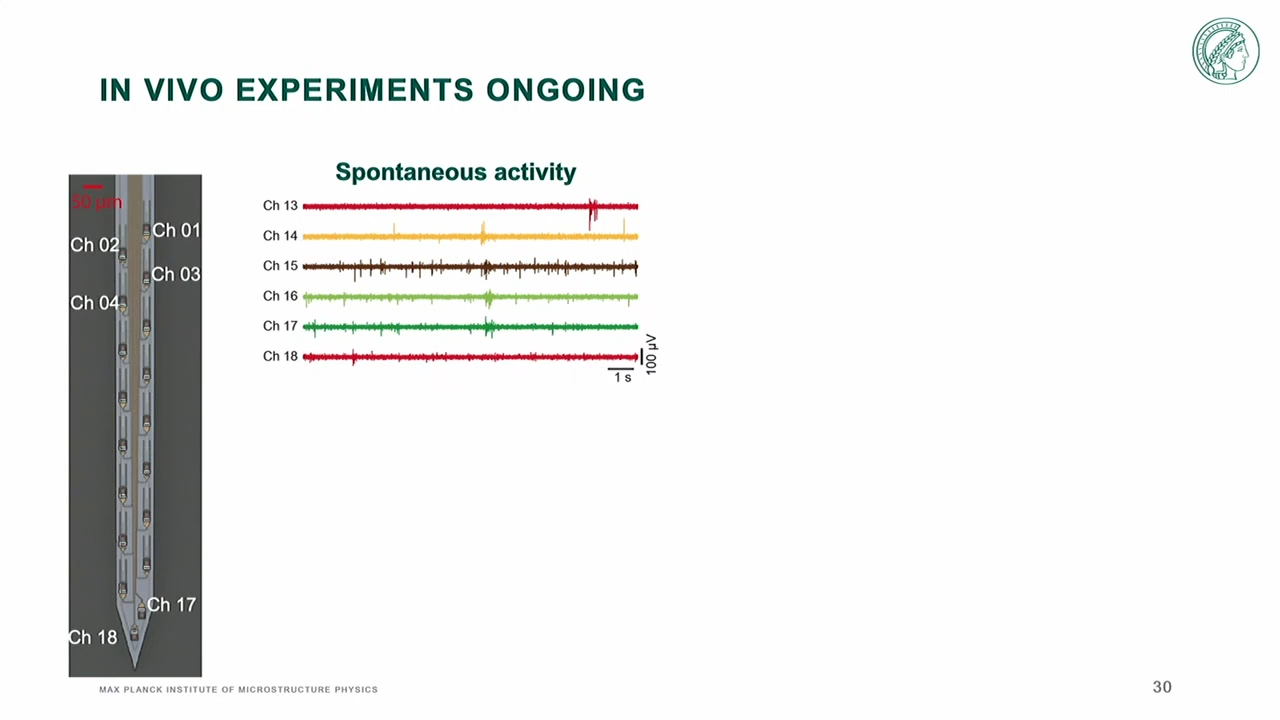 IN VIVO EXPERIMENTS ONGOING
50 µm
Ch 01
Ch 02
Ch 03
Ch 04
Ch 17
Ch 18
Spontaneous activity
Ch 13
Ch 14
Ch 15
Ch 16
Ch 17
Ch 18
100 µV
1 s
MAX PLANCK INSTITUTE OF MICROSTRUCTURE PHYSICS
30